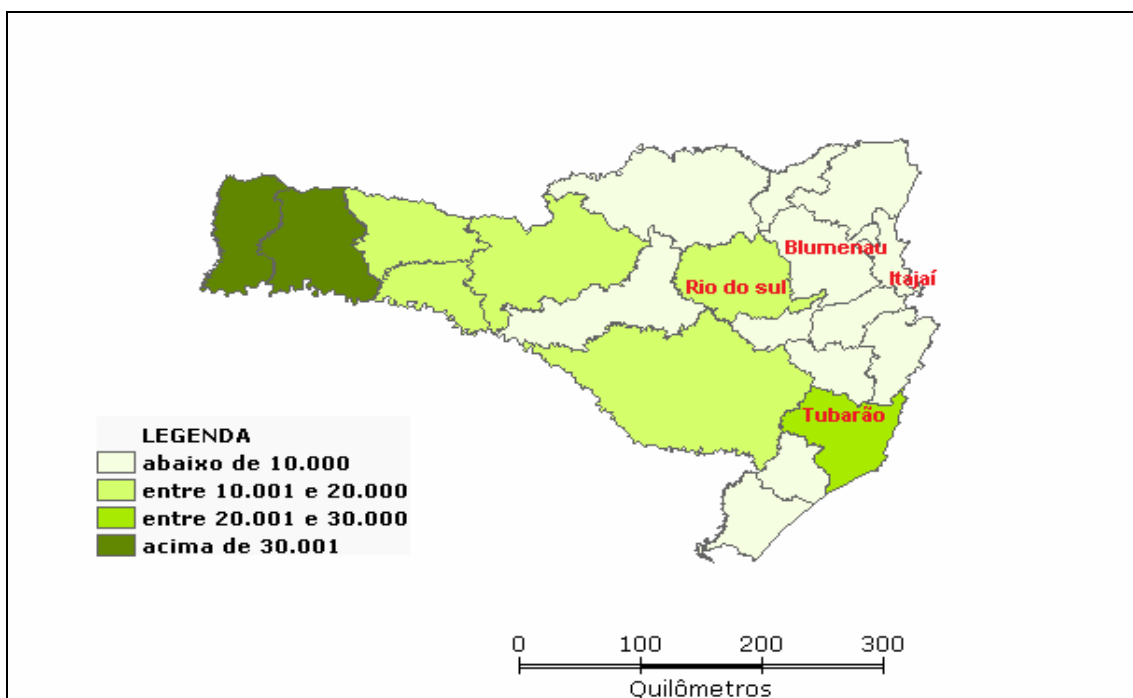 Blumenau
Itajaí
Rio do sul
Tubarão
LEGENDA
abaixo de 10.000
entre 10.001 e 20.000
entre 20.001 e 30.000
acima de 30.001
0 100 200 300
Quilômetros